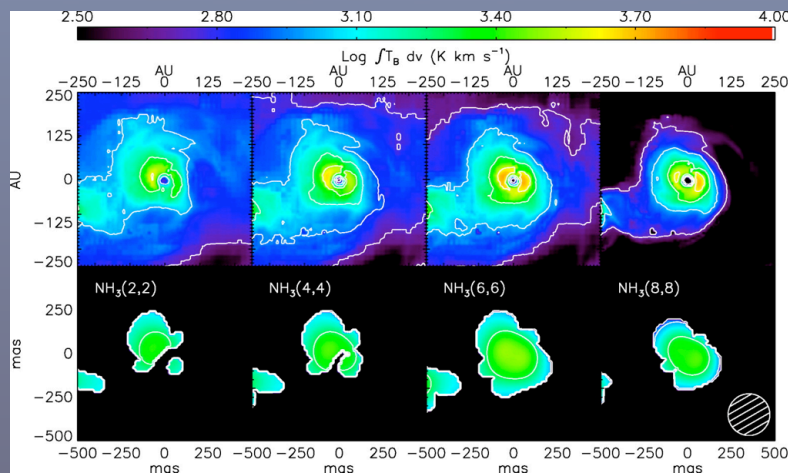 2.50 2.80 3.10 3.40 3.70 4.00
Log ∫T_B dv (K km s⁻¹)
AU AU AU AU
-250 -125 0 125 -250 -125 0 125 -250 -125 0 125 -250 -125 0 125 250
250
125
0
-125
-250
AU
NH₃(2,2) NH₃(4,4) NH₃(6,6) NH₃(8,8)
250
0
-250
-500
mas
-500 -250 0 250 -500 -250 0 250 -500 -250 0 250 -500 -250 0 250 500
mas mas mas mas